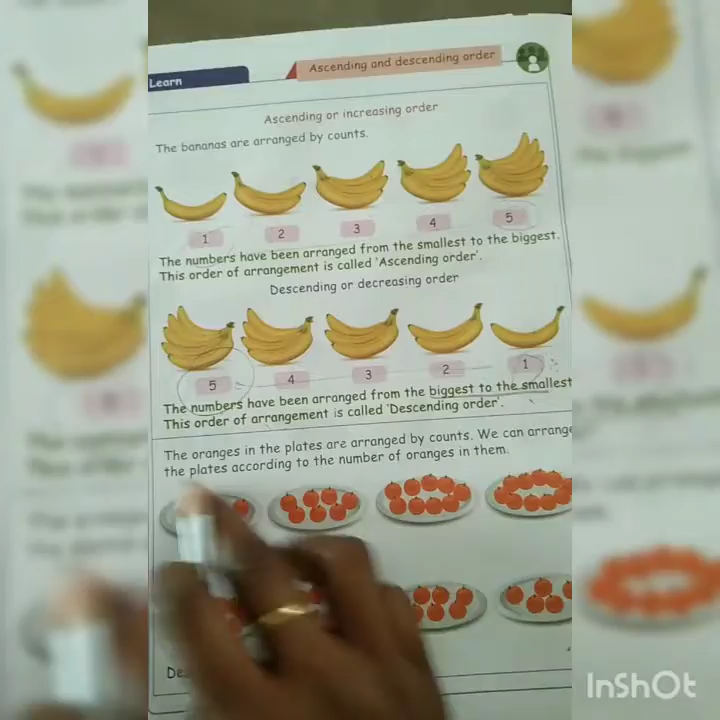 Learn
Ascending and descending order
Ascending or increasing order
The bananas are arranged by counts.
1 2 3 4 5
The numbers have been arranged from the smallest to the biggest.
This order of arrangement is called 'Ascending order'.
Descending or decreasing order
5 4 3 2 1
The numbers have been arranged from the biggest to the smallest
This order of arrangement is called 'Descending order'.
The oranges in the plates are arranged by counts. We can arrange
the plates according to the number of oranges in them.
InShOt